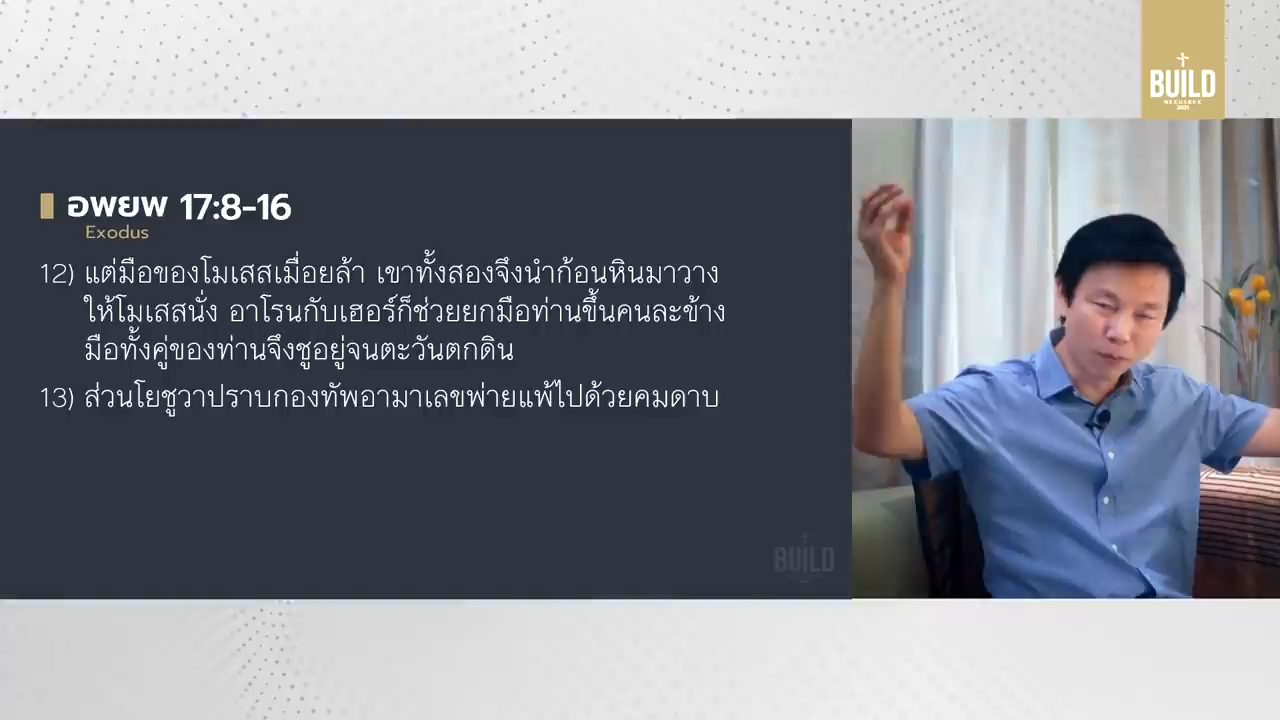 BUILD
NEXUSBKK
2021
อพยพ 17:8-16
Exodus
12) แต่มือของโมเสสเมื่อยล้า เขาทั้งสองจึงนำก้อนหินมาวาง
ให้โมเสสนั่ง อาโรนกับเฮอร์ก็ช่วยยกมือท่านขึ้นคนละข้าง
มือทั้งคู่ของท่านจึงชูอยู่จนตะวันตกดิน
13) ส่วนโยชูวาปราบกองทัพอามาเลขพ่ายแพ้ไปด้วยคมดาบ
BUILD